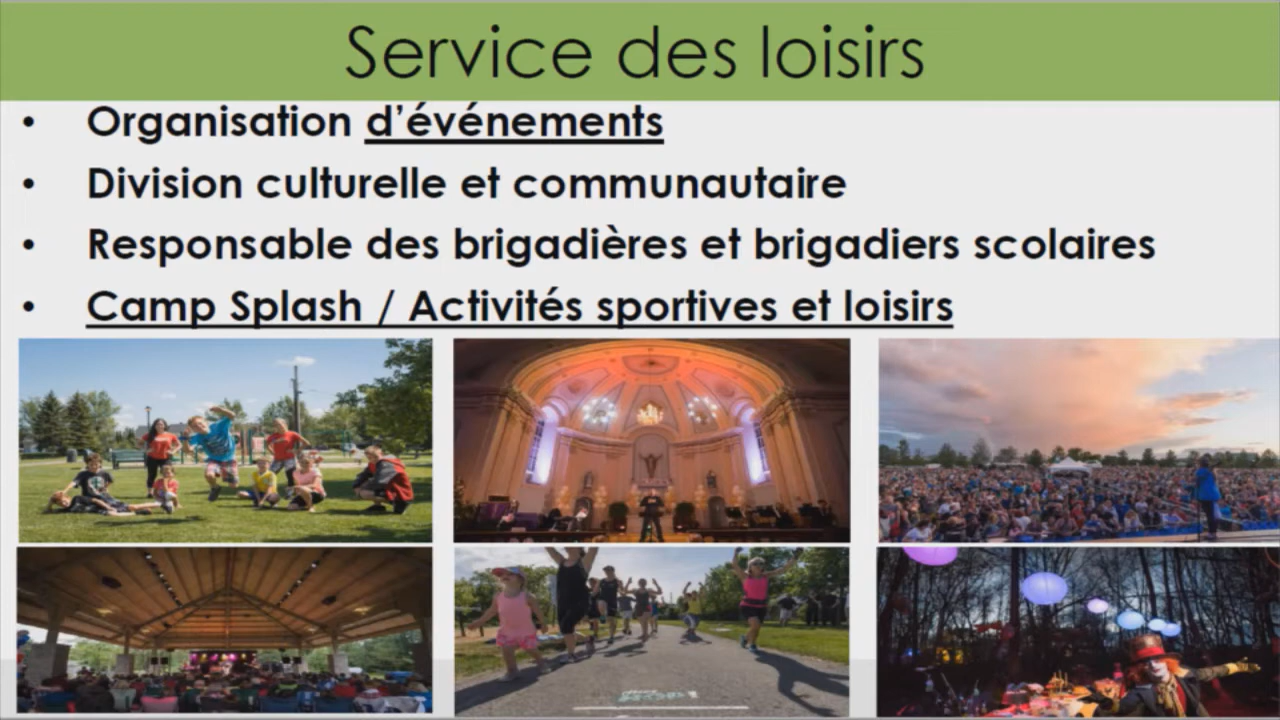 Service des loisirs
• Organisation d'événements
• Division culturelle et communautaire
• Responsable des brigadières et brigadiers scolaires
• Camp Splash / Activités sportives et loisirs